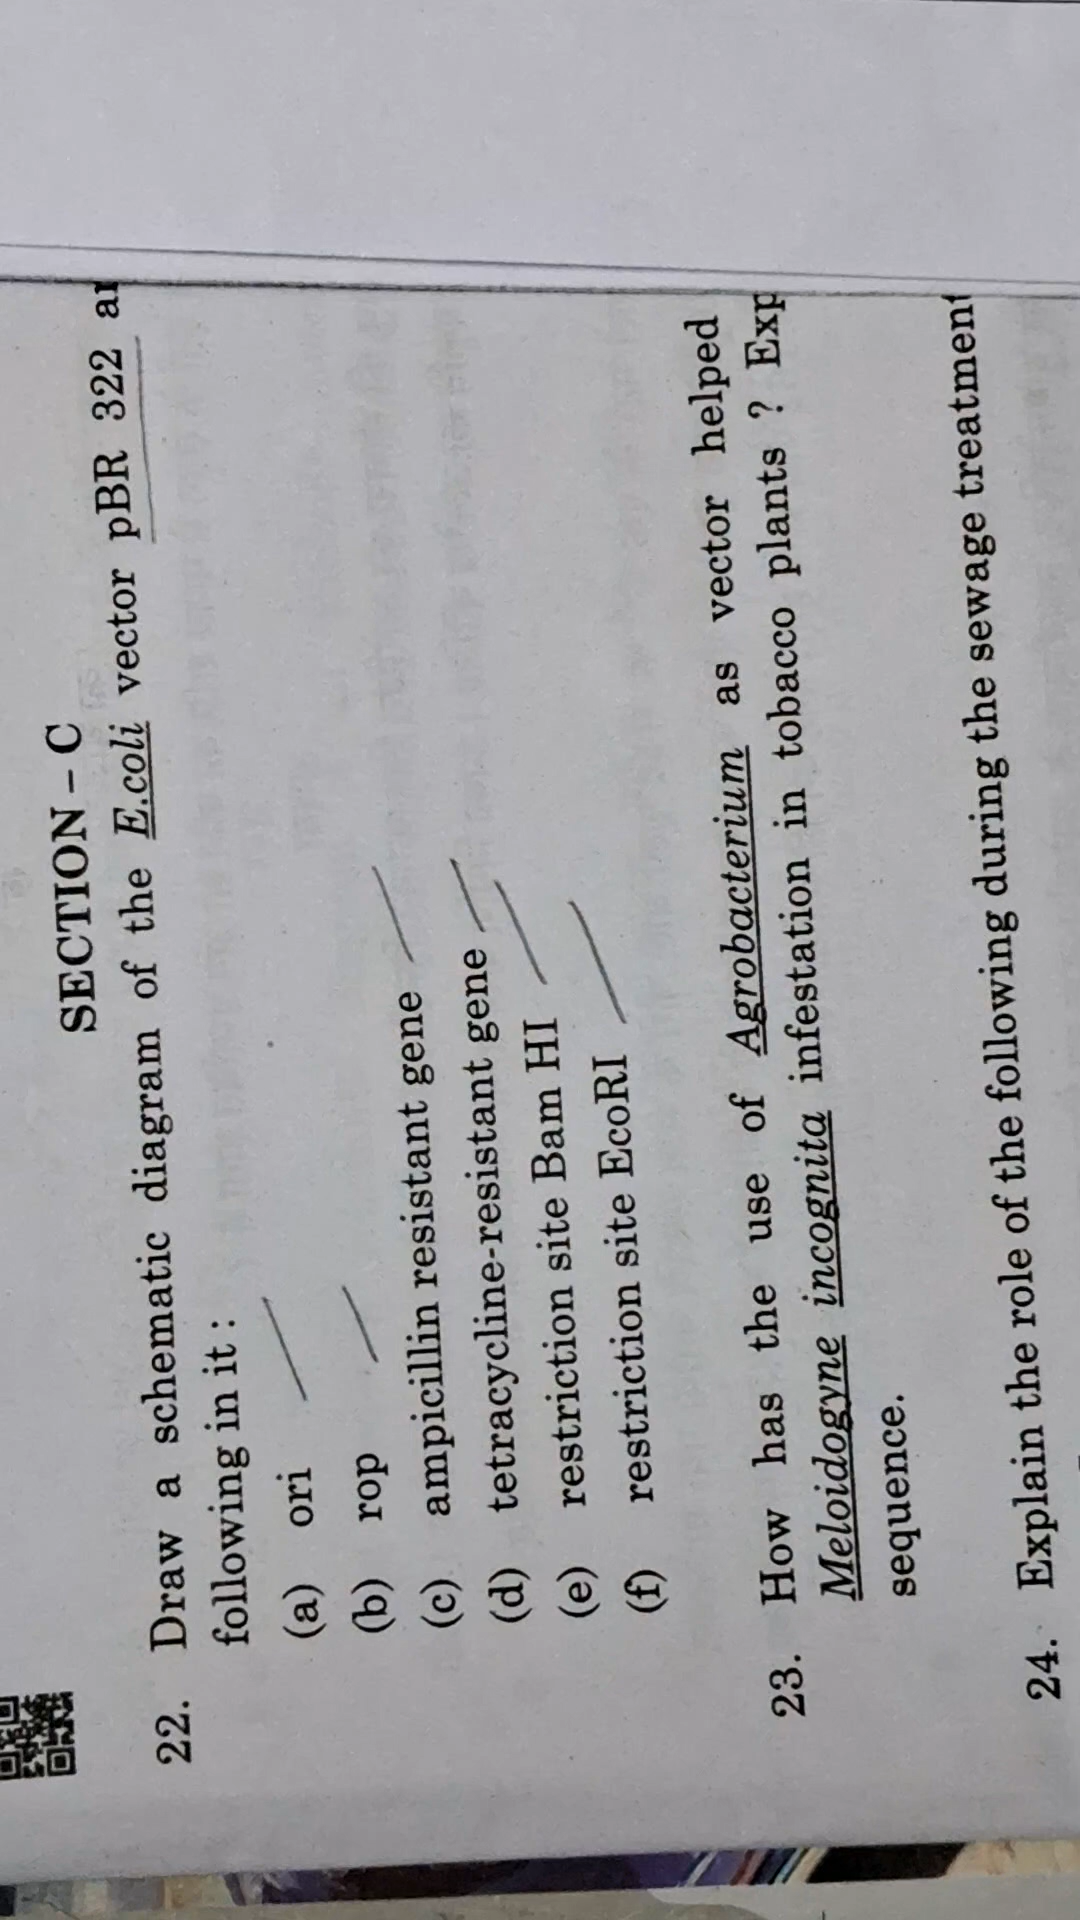 SECTION – C
22. Draw a schematic diagram of the E.coli vector pBR 322
following in it :
(a) ori
(b) rop
(c) ampicillin resistant gene
(d) tetracycline-resistant gene
(e) restriction site Bam HI
(f) restriction site EcoRI
23. How has the use of Agrobacterium as vector helped
Meloidogyne incognita infestation in tobacco plants ? Exp
sequence.
24. Explain the role of the following during the sewage treatment